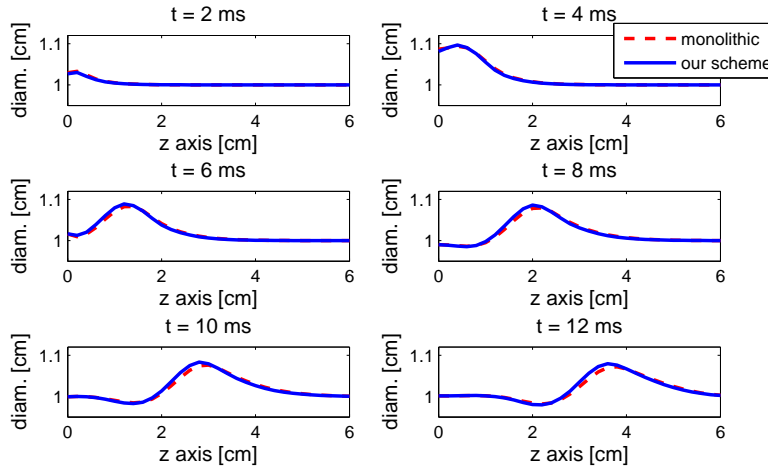 t = 2 ms
1.1
1
diam. [cm]
0 2 4 6
z axis [cm]
t = 4 ms
1.1
1
diam. [cm]
0 2 4 6
z axis [cm]
monolithic
our scheme
t = 6 ms
1.1
1
diam. [cm]
0 2 4 6
z axis [cm]
t = 8 ms
1.1
1
diam. [cm]
0 2 4 6
z axis [cm]
t = 10 ms
1.1
1
diam. [cm]
0 2 4 6
z axis [cm]
t = 12 ms
1.1
1
diam. [cm]
0 2 4 6
z axis [cm]